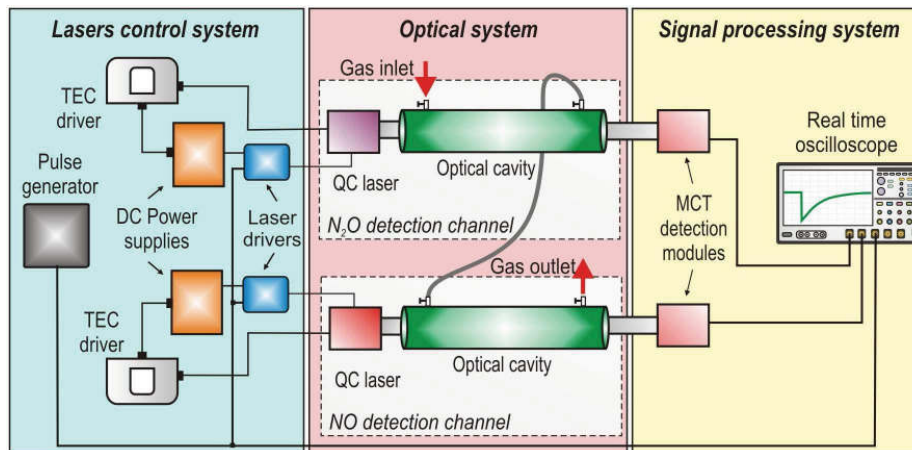 Lasers control system
Optical system
Signal processing system
TEC
driver
Pulse
generator
DC Power
supplies
Laser
drivers
TEC
driver
Gas inlet
QC laser
Optical cavity
N₂O detection channel
Gas outlet
QC laser
Optical cavity
NO detection channel
MCT
detection
modules
Real time
oscilloscope